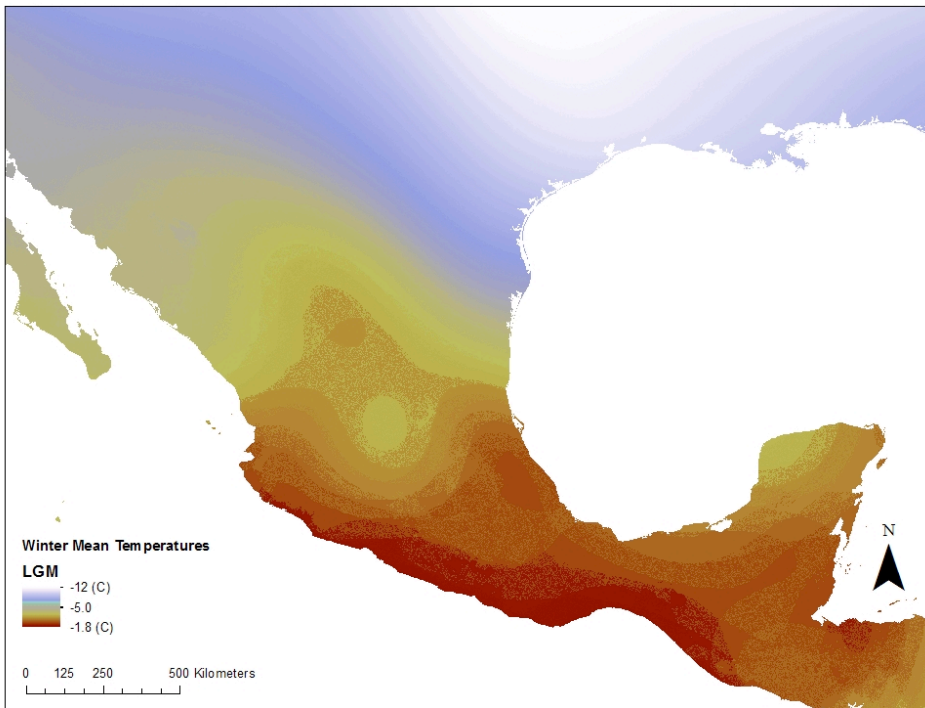 N
Winter Mean Temperatures
LGM
-12 (C)
-5.0
-1.8 (C)
0 125 250 500 Kilometers